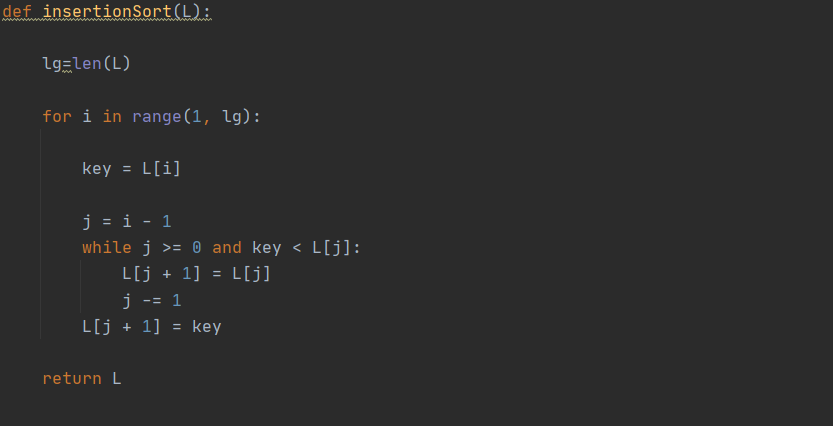 def insertionSort(L):
    lg=len(L)
    for i in range(1, lg):
        key = L[i]
        j = i - 1
        while j >= 0 and key < L[j]:
            L[j + 1] = L[j]
            j -= 1
        L[j + 1] = key
    return L